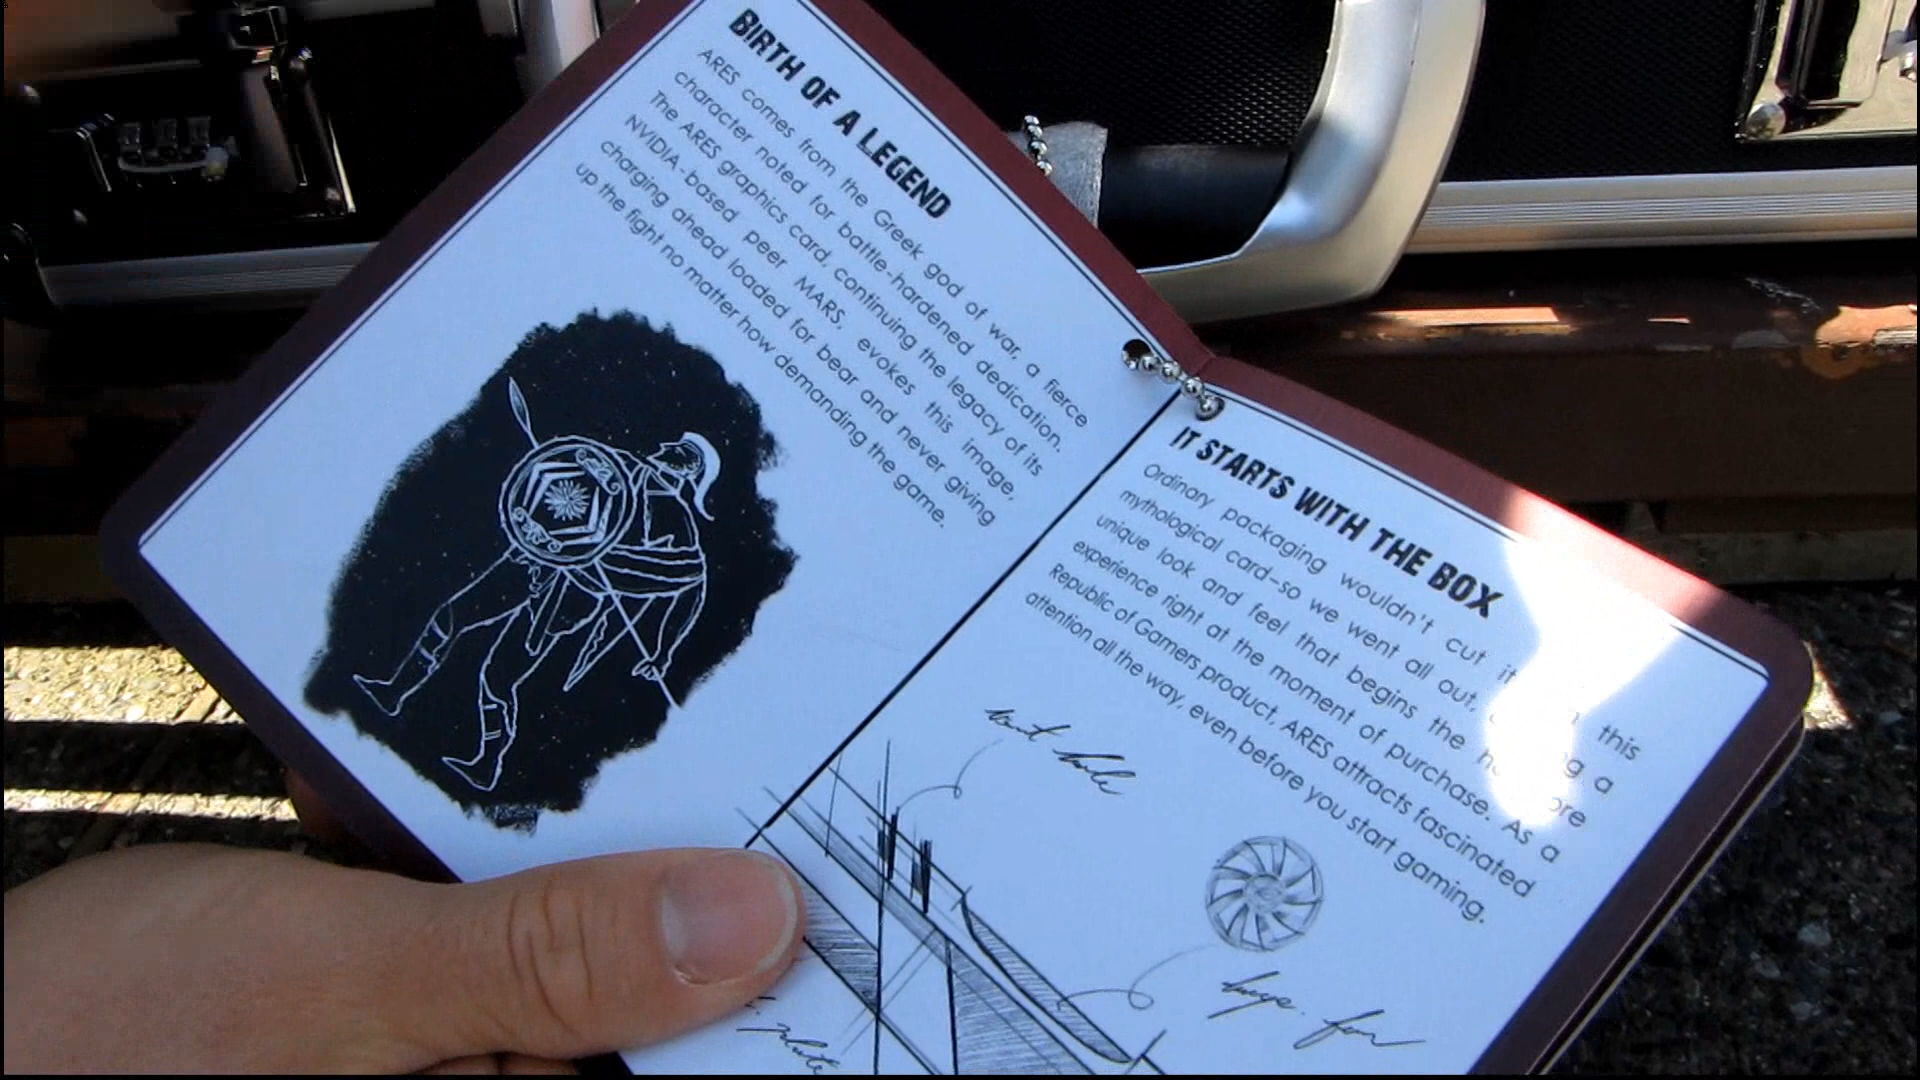 BIRTH OF A LEGEND
ARES comes from the Greek god of war, a fierce
character noted for battle-hardened dedication.
The ARES graphics card, continuing the legacy of its
NVIDIA-based peer MARS, evokes this image,
charging ahead loaded for bear and never giving
up the fight no matter how demanding the game.
IT STARTS WITH THE BOX
Ordinary packaging wouldn't cut it this
mythological card-so we went all out, a
unique look and feel that begins the
experience right at the moment of purchase. As a
Republic of Gamers product, ARES attracts fascinated
attention all the way, even before you start gaming.
vent hole
huge. fan